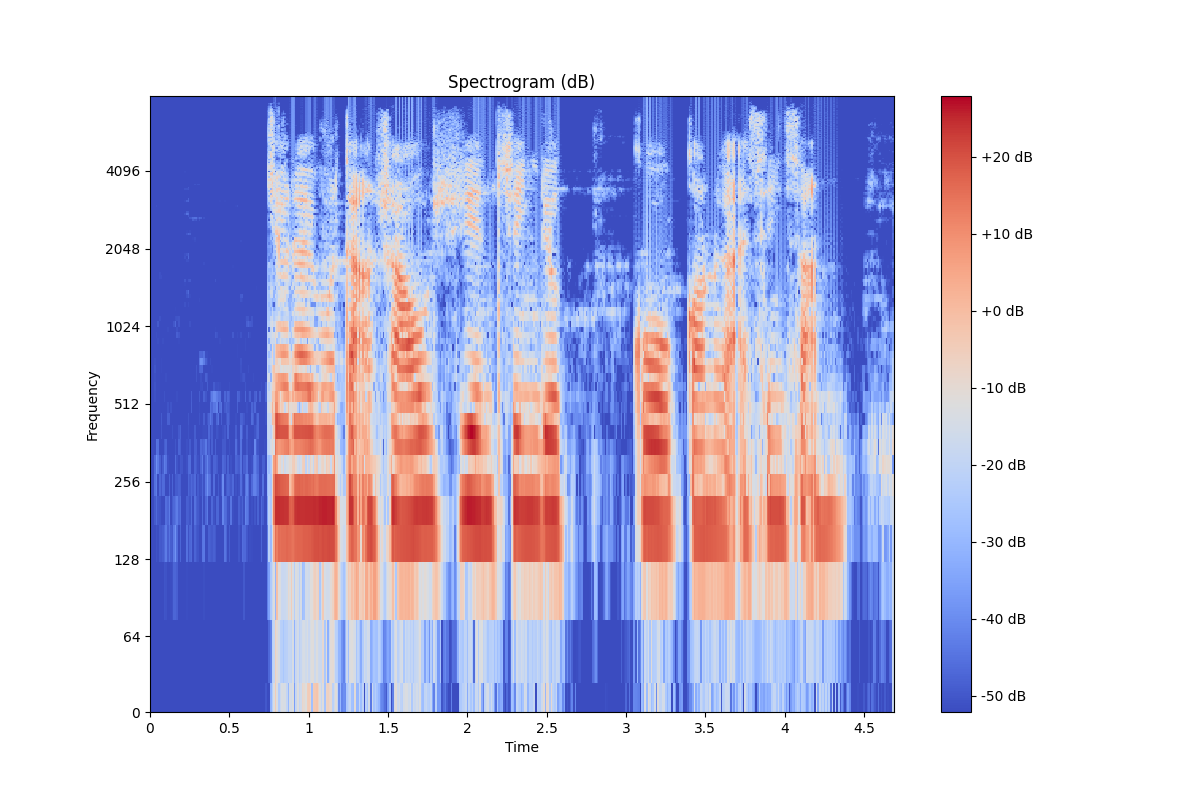 Spectrogram (dB)
Frequency
4096
2048
1024
512
256
128
64
0
0 0.5 1 1.5 2 2.5 3 3.5 4 4.5
Time
+20 dB
+10 dB
+0 dB
-10 dB
-20 dB
-30 dB
-40 dB
-50 dB